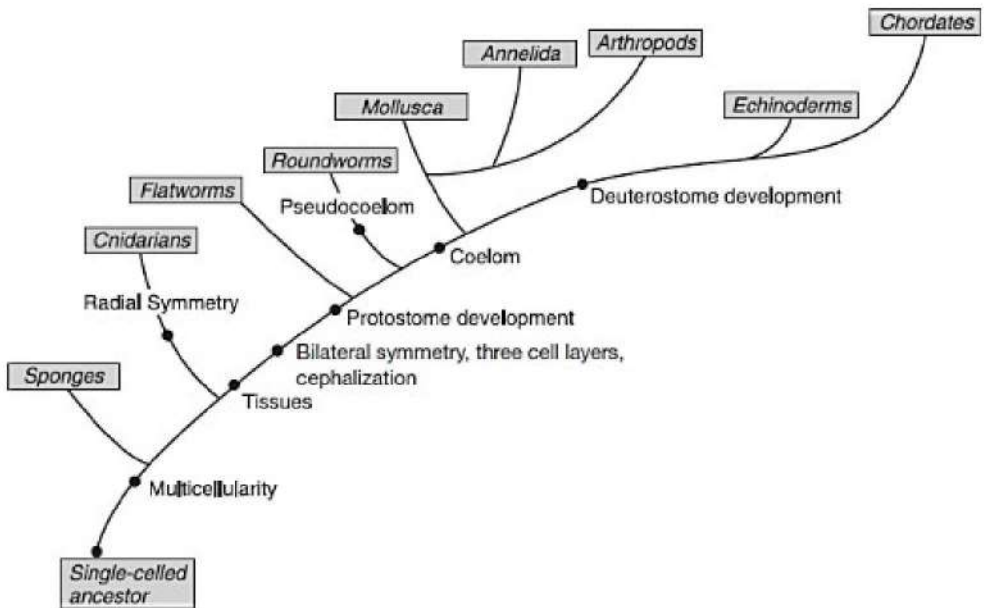 Chordates
Arthropods
Annelida
Mollusca
Echinoderms
Roundworms
Flatworms
Pseudocoelom
Deuterostome development
Cnidarians
Coelom
Radial Symmetry
Protostome development
Bilateral symmetry, three cell layers,
cephalization
Sponges
Tissues
Multicellularity
Single-celled
ancestor